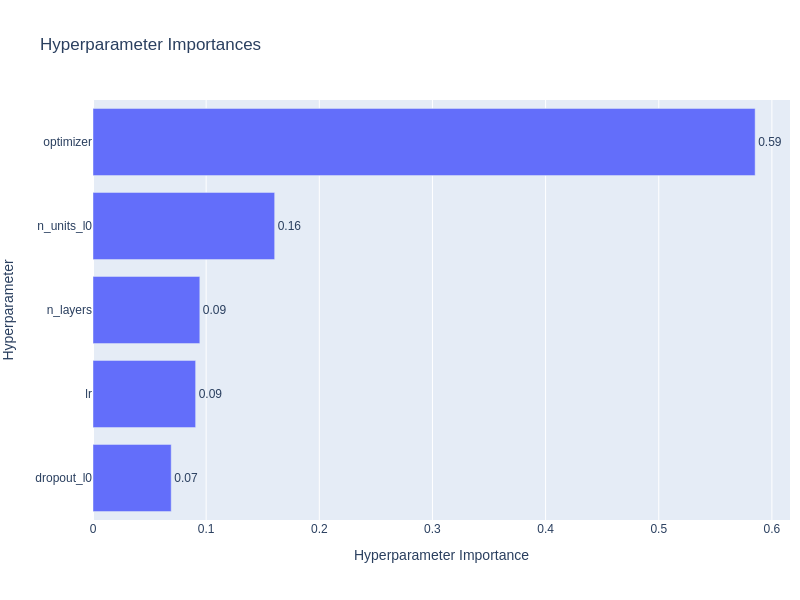 Hyperparameter Importances
optimizer
0.59
n_units_l0
0.16
n_layers
0.09
lr
0.09
dropout_l0
0.07
Hyperparameter
0 0.1 0.2 0.3 0.4 0.5 0.6
Hyperparameter Importance